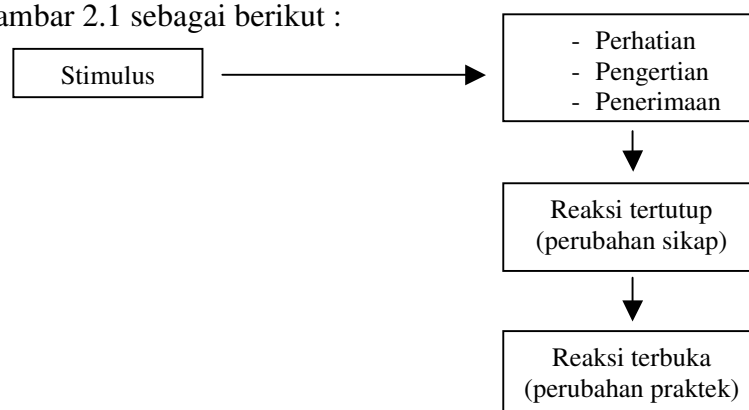 ambar 2.1 sebagai berikut :
Stimulus
- Perhatian
- Pengertian
- Penerimaan
Reaksi tertutup
(perubahan sikap)
Reaksi terbuka
(perubahan praktek)